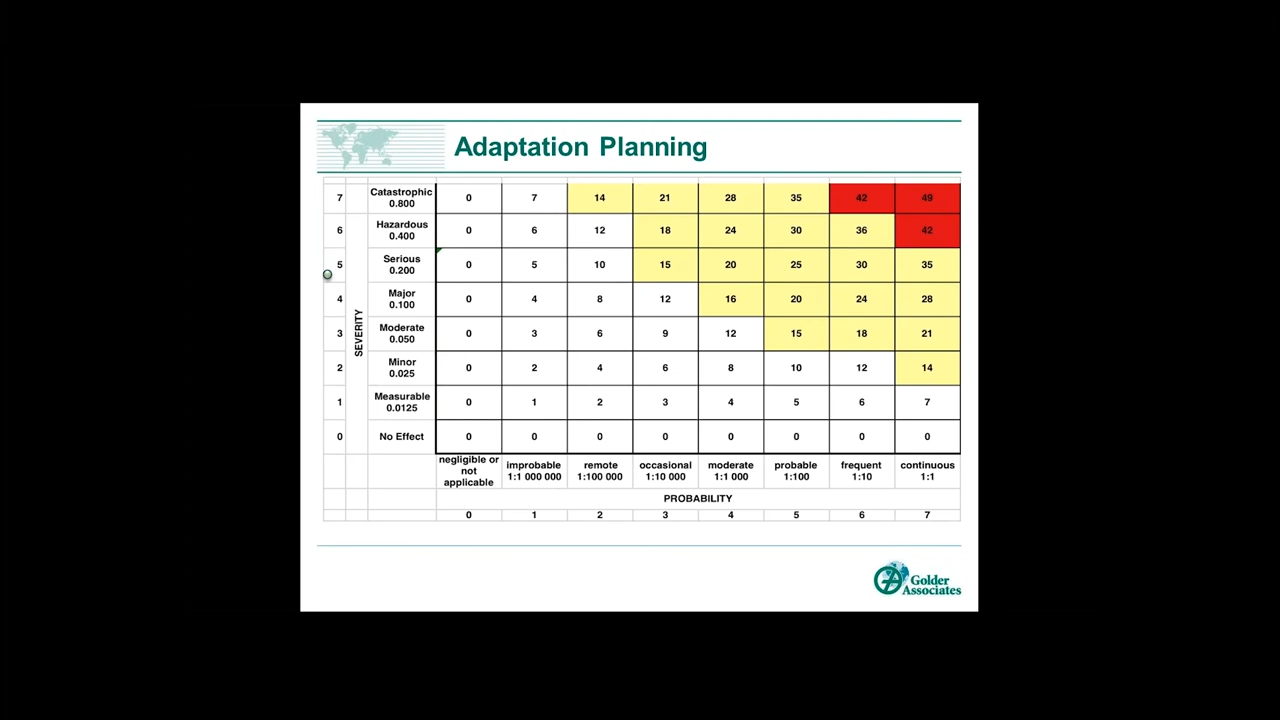 Adaptation Planning
7 Catastrophic 0.800 0 7 14 21 28 35 42 49
6 Hazardous 0.400 0 6 12 18 24 30 36 42
5 Serious 0.200 0 5 10 15 20 25 30 35
4 Major 0.100 0 4 8 12 16 20 24 28
SEVERITY
3 Moderate 0.050 0 3 6 9 12 15 18 21
2 Minor 0.025 0 2 4 6 8 10 12 14
1 Measurable 0.0125 0 1 2 3 4 5 6 7
0 No Effect 0 0 0 0 0 0 0 0
negligible or not applicable improbable 1:1 000 000 remote 1:100 000 occasional 1:10 000 moderate 1:1 000 probable 1:100 frequent 1:10 continuous 1:1
PROBABILITY
0 1 2 3 4 5 6 7
Golder
Associates